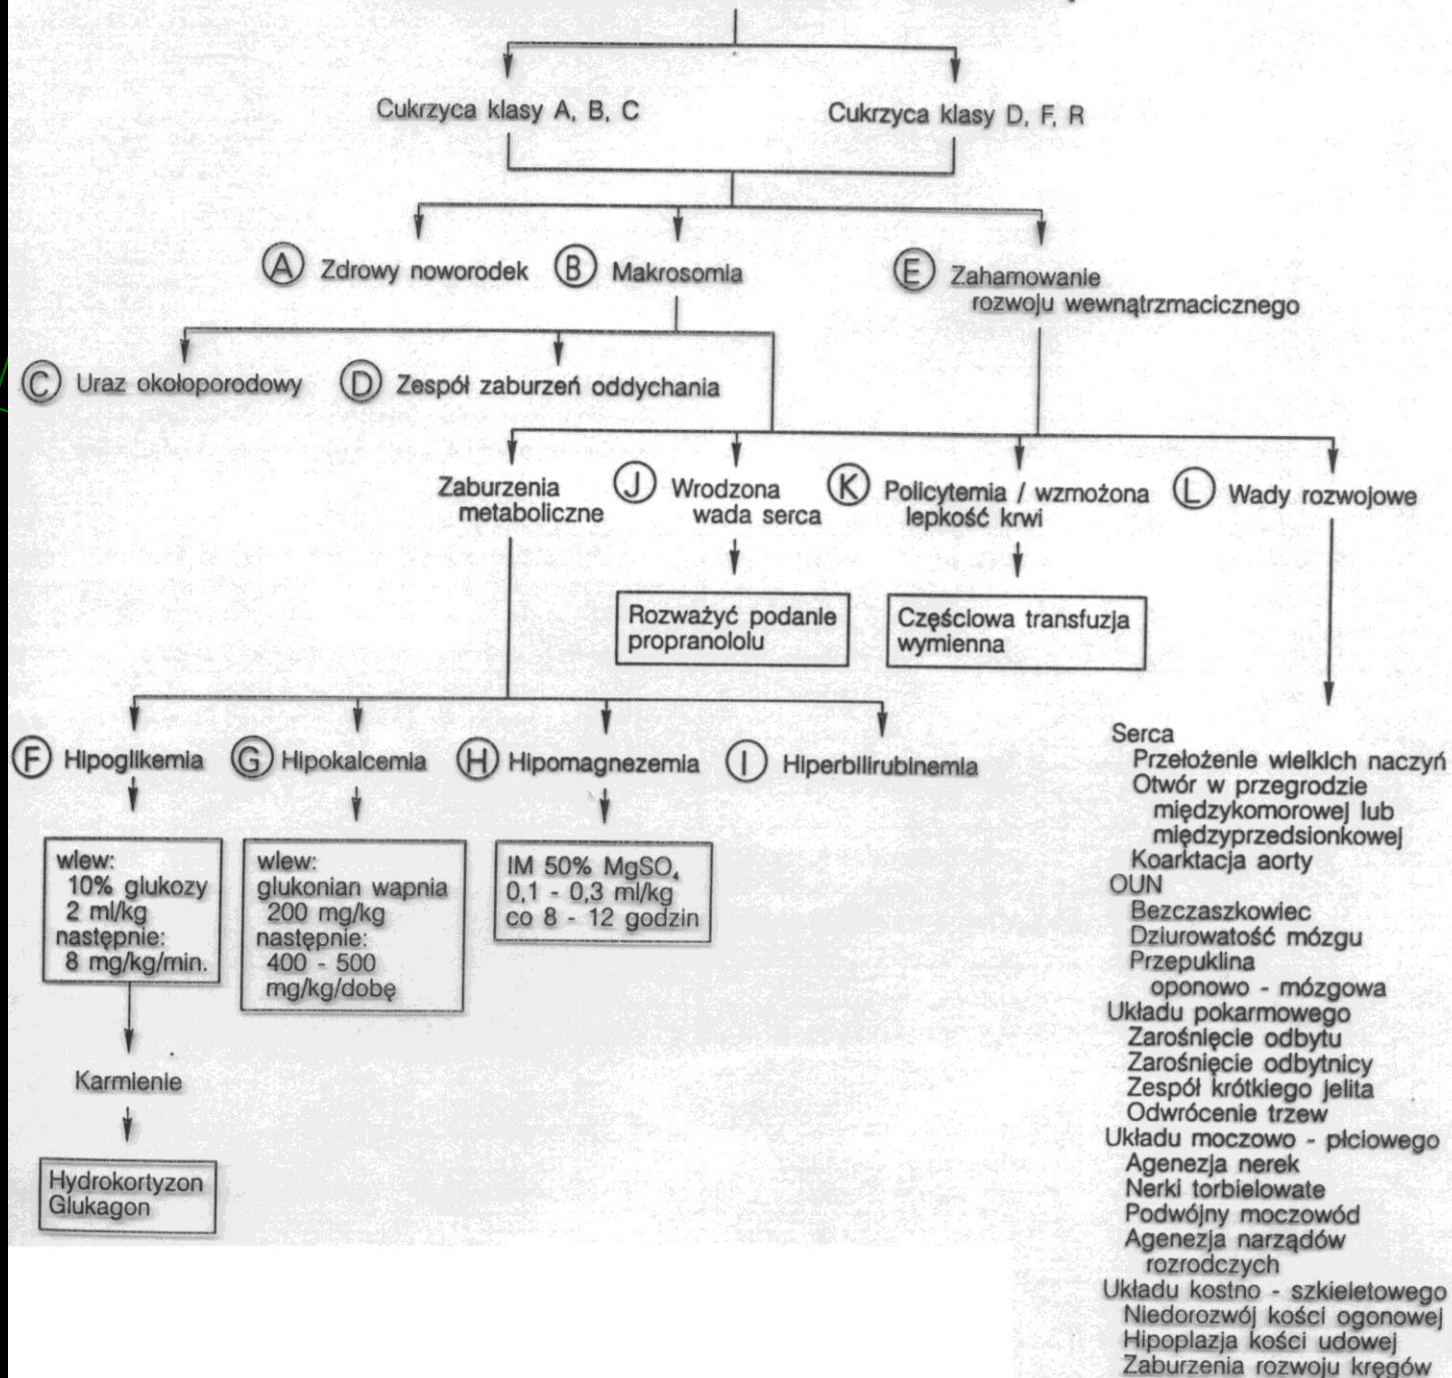 Cukrzyca klasy A, B, C
Cukrzyca klasy D, F, R
A Zdrowy noworodek
B Makrosomia
E Zahamowanie
rozwoju wewnątrzmacicznego
C Uraz okołoporodowy
D Zespół zaburzeń oddychania
Zaburzenia
metaboliczne
J Wrodzona
wada serca
K Policytemia / wzmożona
lepkość krwi
L Wady rozwojowe
Rozważyć podanie
propranololu
Częściowa transfuzja
wymienna
F Hipoglikemia
G Hipokalcemia
H Hipomagnezemia
I Hiperbilirubinemia
wlew:
10% glukozy
2 ml/kg
następnie:
8 mg/kg/min.
wlew:
glukonian wapnia
200 mg/kg
następnie:
400 - 500
mg/kg/dobę
IM 50% MgSO₄
0,1 - 0,3 ml/kg
co 8 - 12 godzin
Karmienie
Hydrokortyzon
Glukagon
Serca
Przełożenie wielkich naczyń
Otwór w przegrodzie
międzykomorowej lub
międzyprzedsionkowej
Koarktacja aorty
OUN
Bezczaszkowiec
Dziurowatość mózgu
Przepuklina
oponowo - mózgowa
Układu pokarmowego
Zarośnięcie odbytu
Zarośnięcie odbytnicy
Zespół krótkiego jelita
Odwrócenie trzew
Układu moczowo - płciowego
Agenezja nerek
Nerki torbielowate
Podwójny moczowód
Agenezja narządów
rozrodczych
Układu kostno - szkieletowego
Niedorozwój kości ogonowej
Hipoplazja kości udowej
Zaburzenia rozwoju kręgów